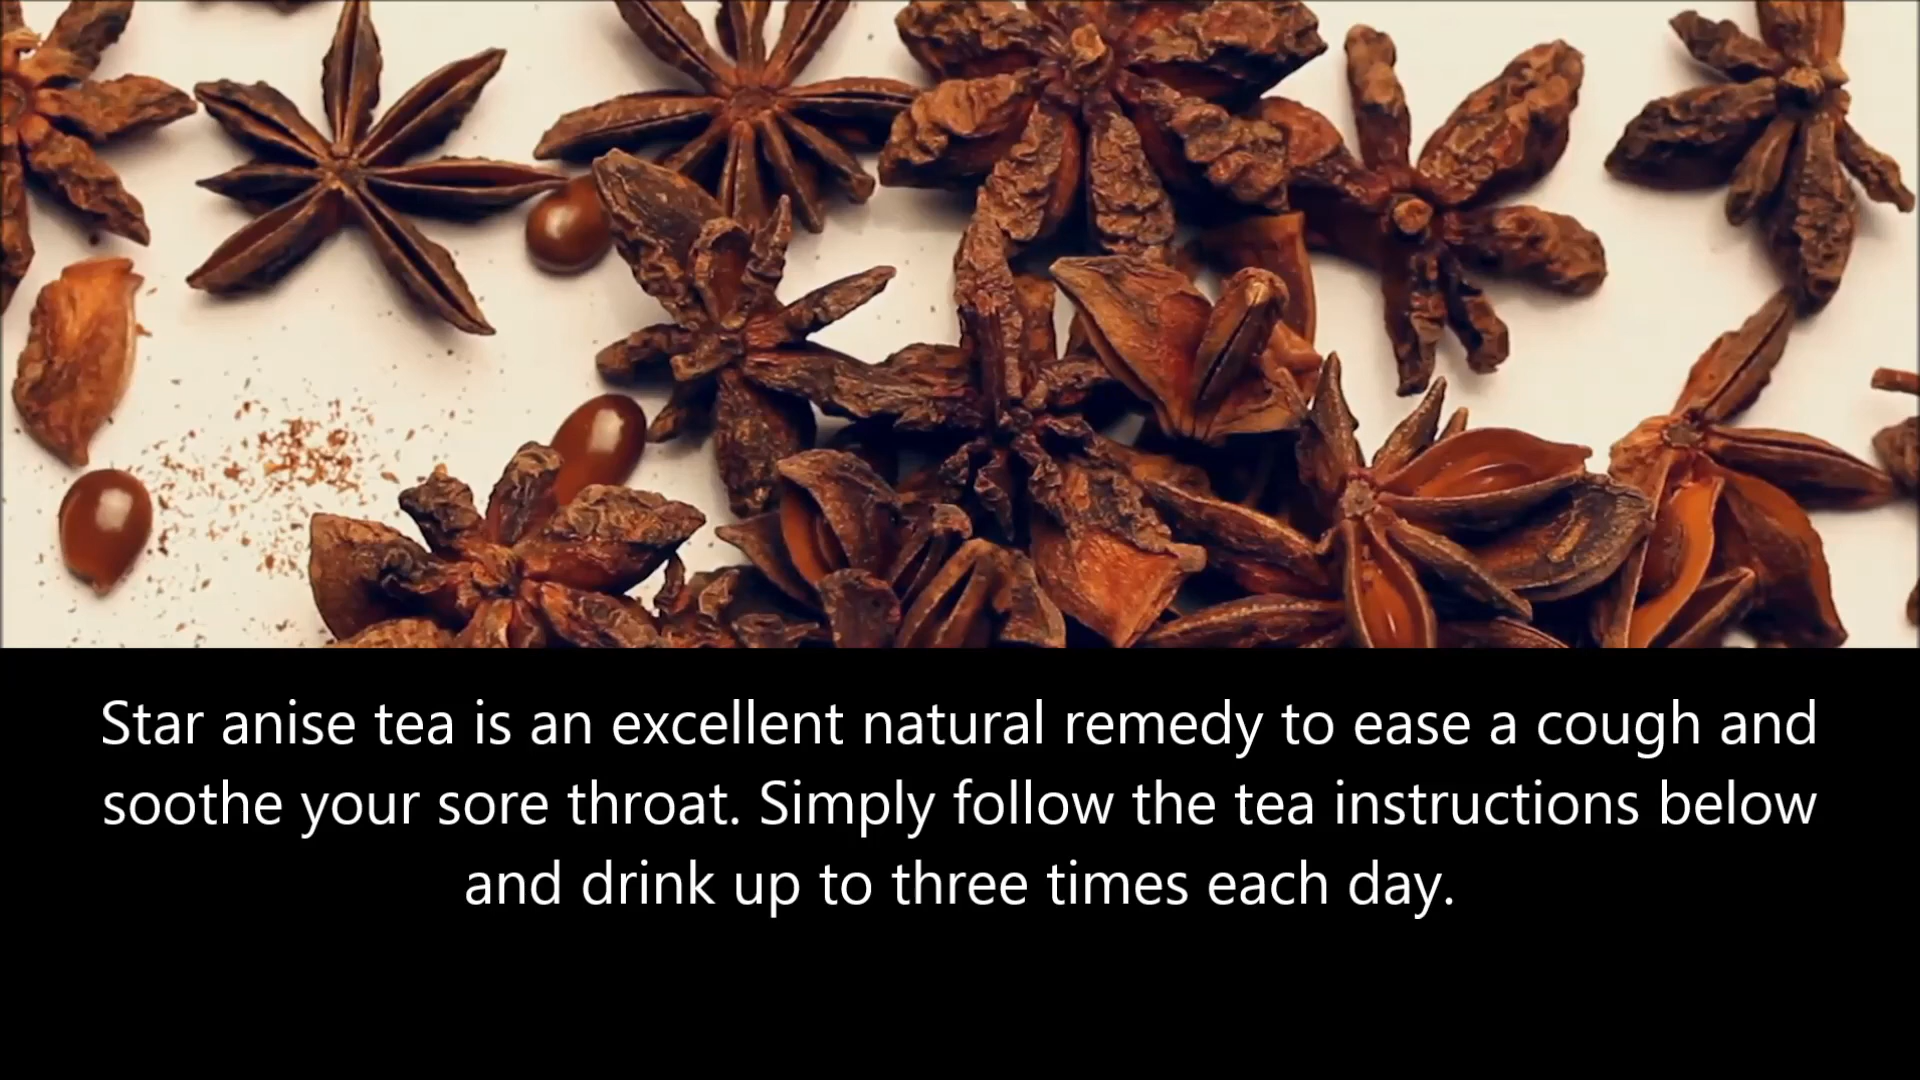 Star anise tea is an excellent natural remedy to ease a cough and
soothe your sore throat. Simply follow the tea instructions below
and drink up to three times each day.